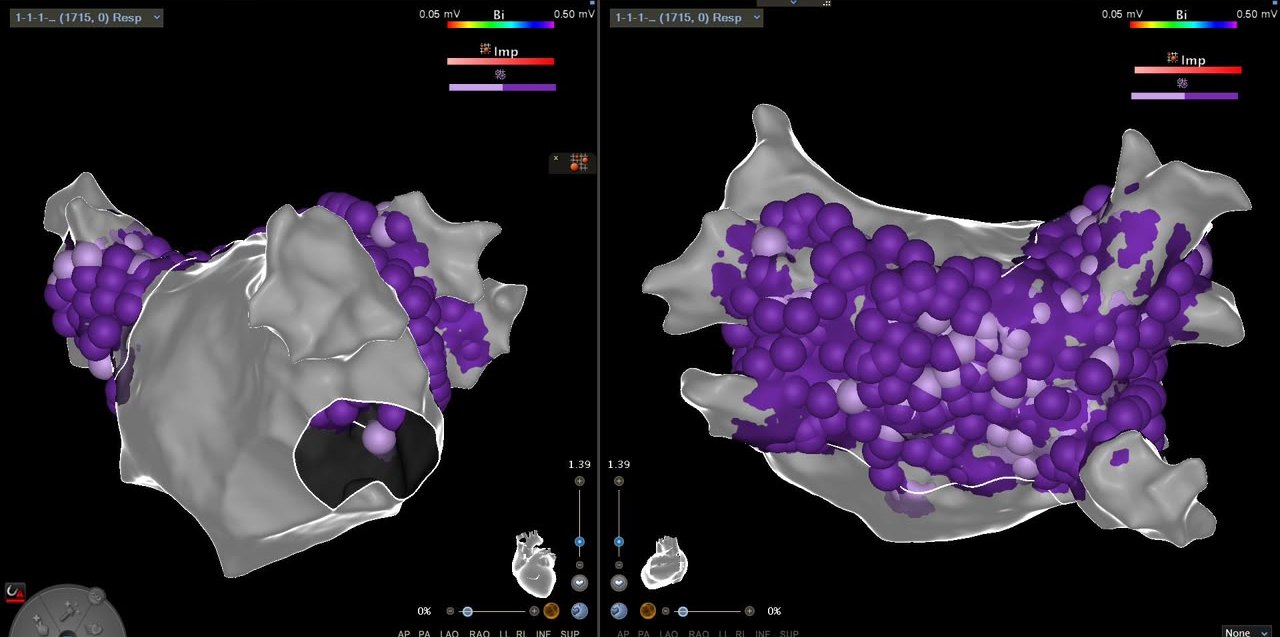 1-1-1-… (1715, 0) Resp
0.05 mV Bi 0.50 mV
Imp
1.39
0%
AP PA LAO RAO LL RL INF SUP
1-1-1-… (1715, 0) Resp
0.05 mV Bi 0.50 mV
Imp
1.39
0%
AP PA LAO RAO LL RL INF SUP
None